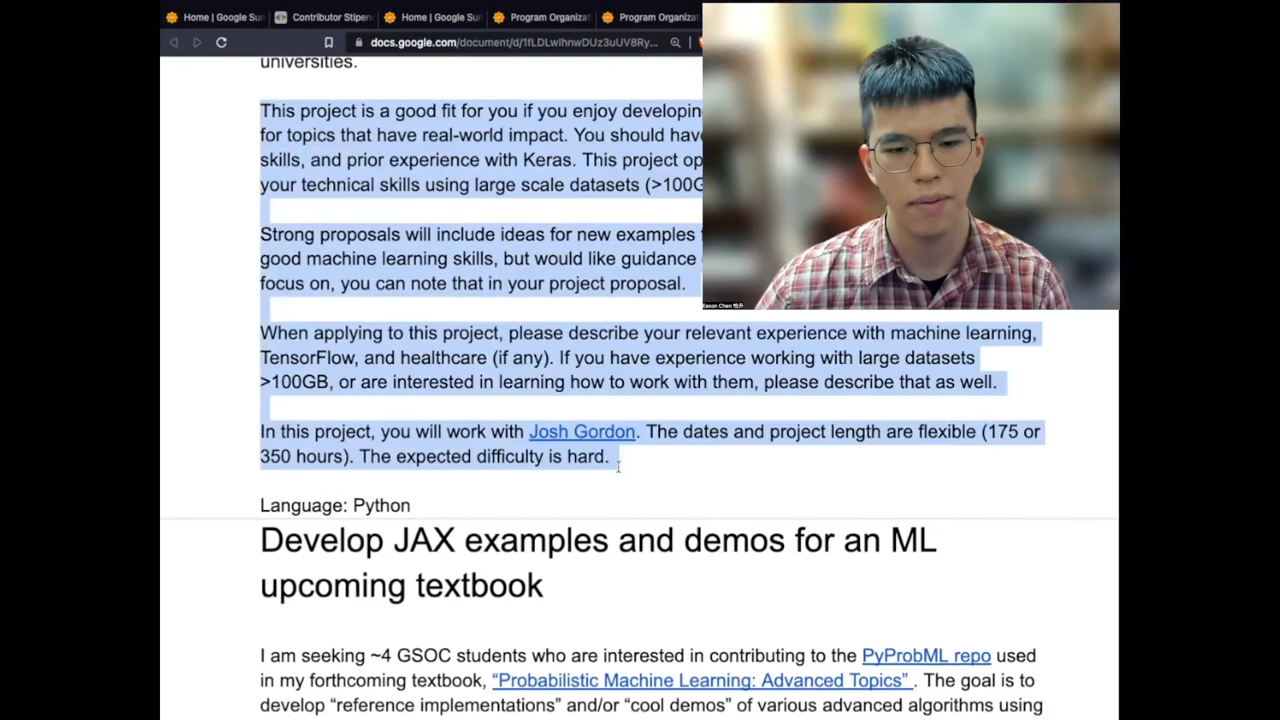 Home | Google Sun
Contributor Stipen
Home | Google Sun
Program Organizat
Program Organizat
docs.google.com/document/d/1fLDLwIhnwDUz3uUV8Ry...
universities.
This project is a good fit for you if you enjoy developing
for topics that have real-world impact. You should have
skills, and prior experience with Keras. This project op
your technical skills using large scale datasets (>100G
Strong proposals will include ideas for new examples
good machine learning skills, but would like guidance
focus on, you can note that in your project proposal.
Eason Chen
When applying to this project, please describe your relevant experience with machine learning,
TensorFlow, and healthcare (if any). If you have experience working with large datasets
>100GB, or are interested in learning how to work with them, please describe that as well.
In this project, you will work with Josh Gordon. The dates and project length are flexible (175 or
350 hours). The expected difficulty is hard.
Language: Python
Develop JAX examples and demos for an ML
upcoming textbook
I am seeking ~4 GSOC students who are interested in contributing to the PyProbML repo used
in my forthcoming textbook, “Probabilistic Machine Learning: Advanced Topics” . The goal is to
develop “reference implementations” and/or “cool demos” of various advanced algorithms using